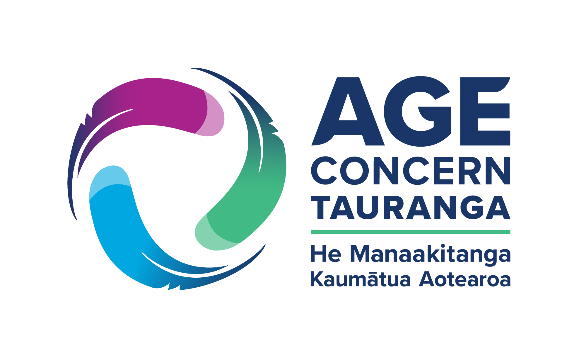 AGE
CONCERN
TAURANGA
He Manaakitanga
Kaumātua Aotearoa